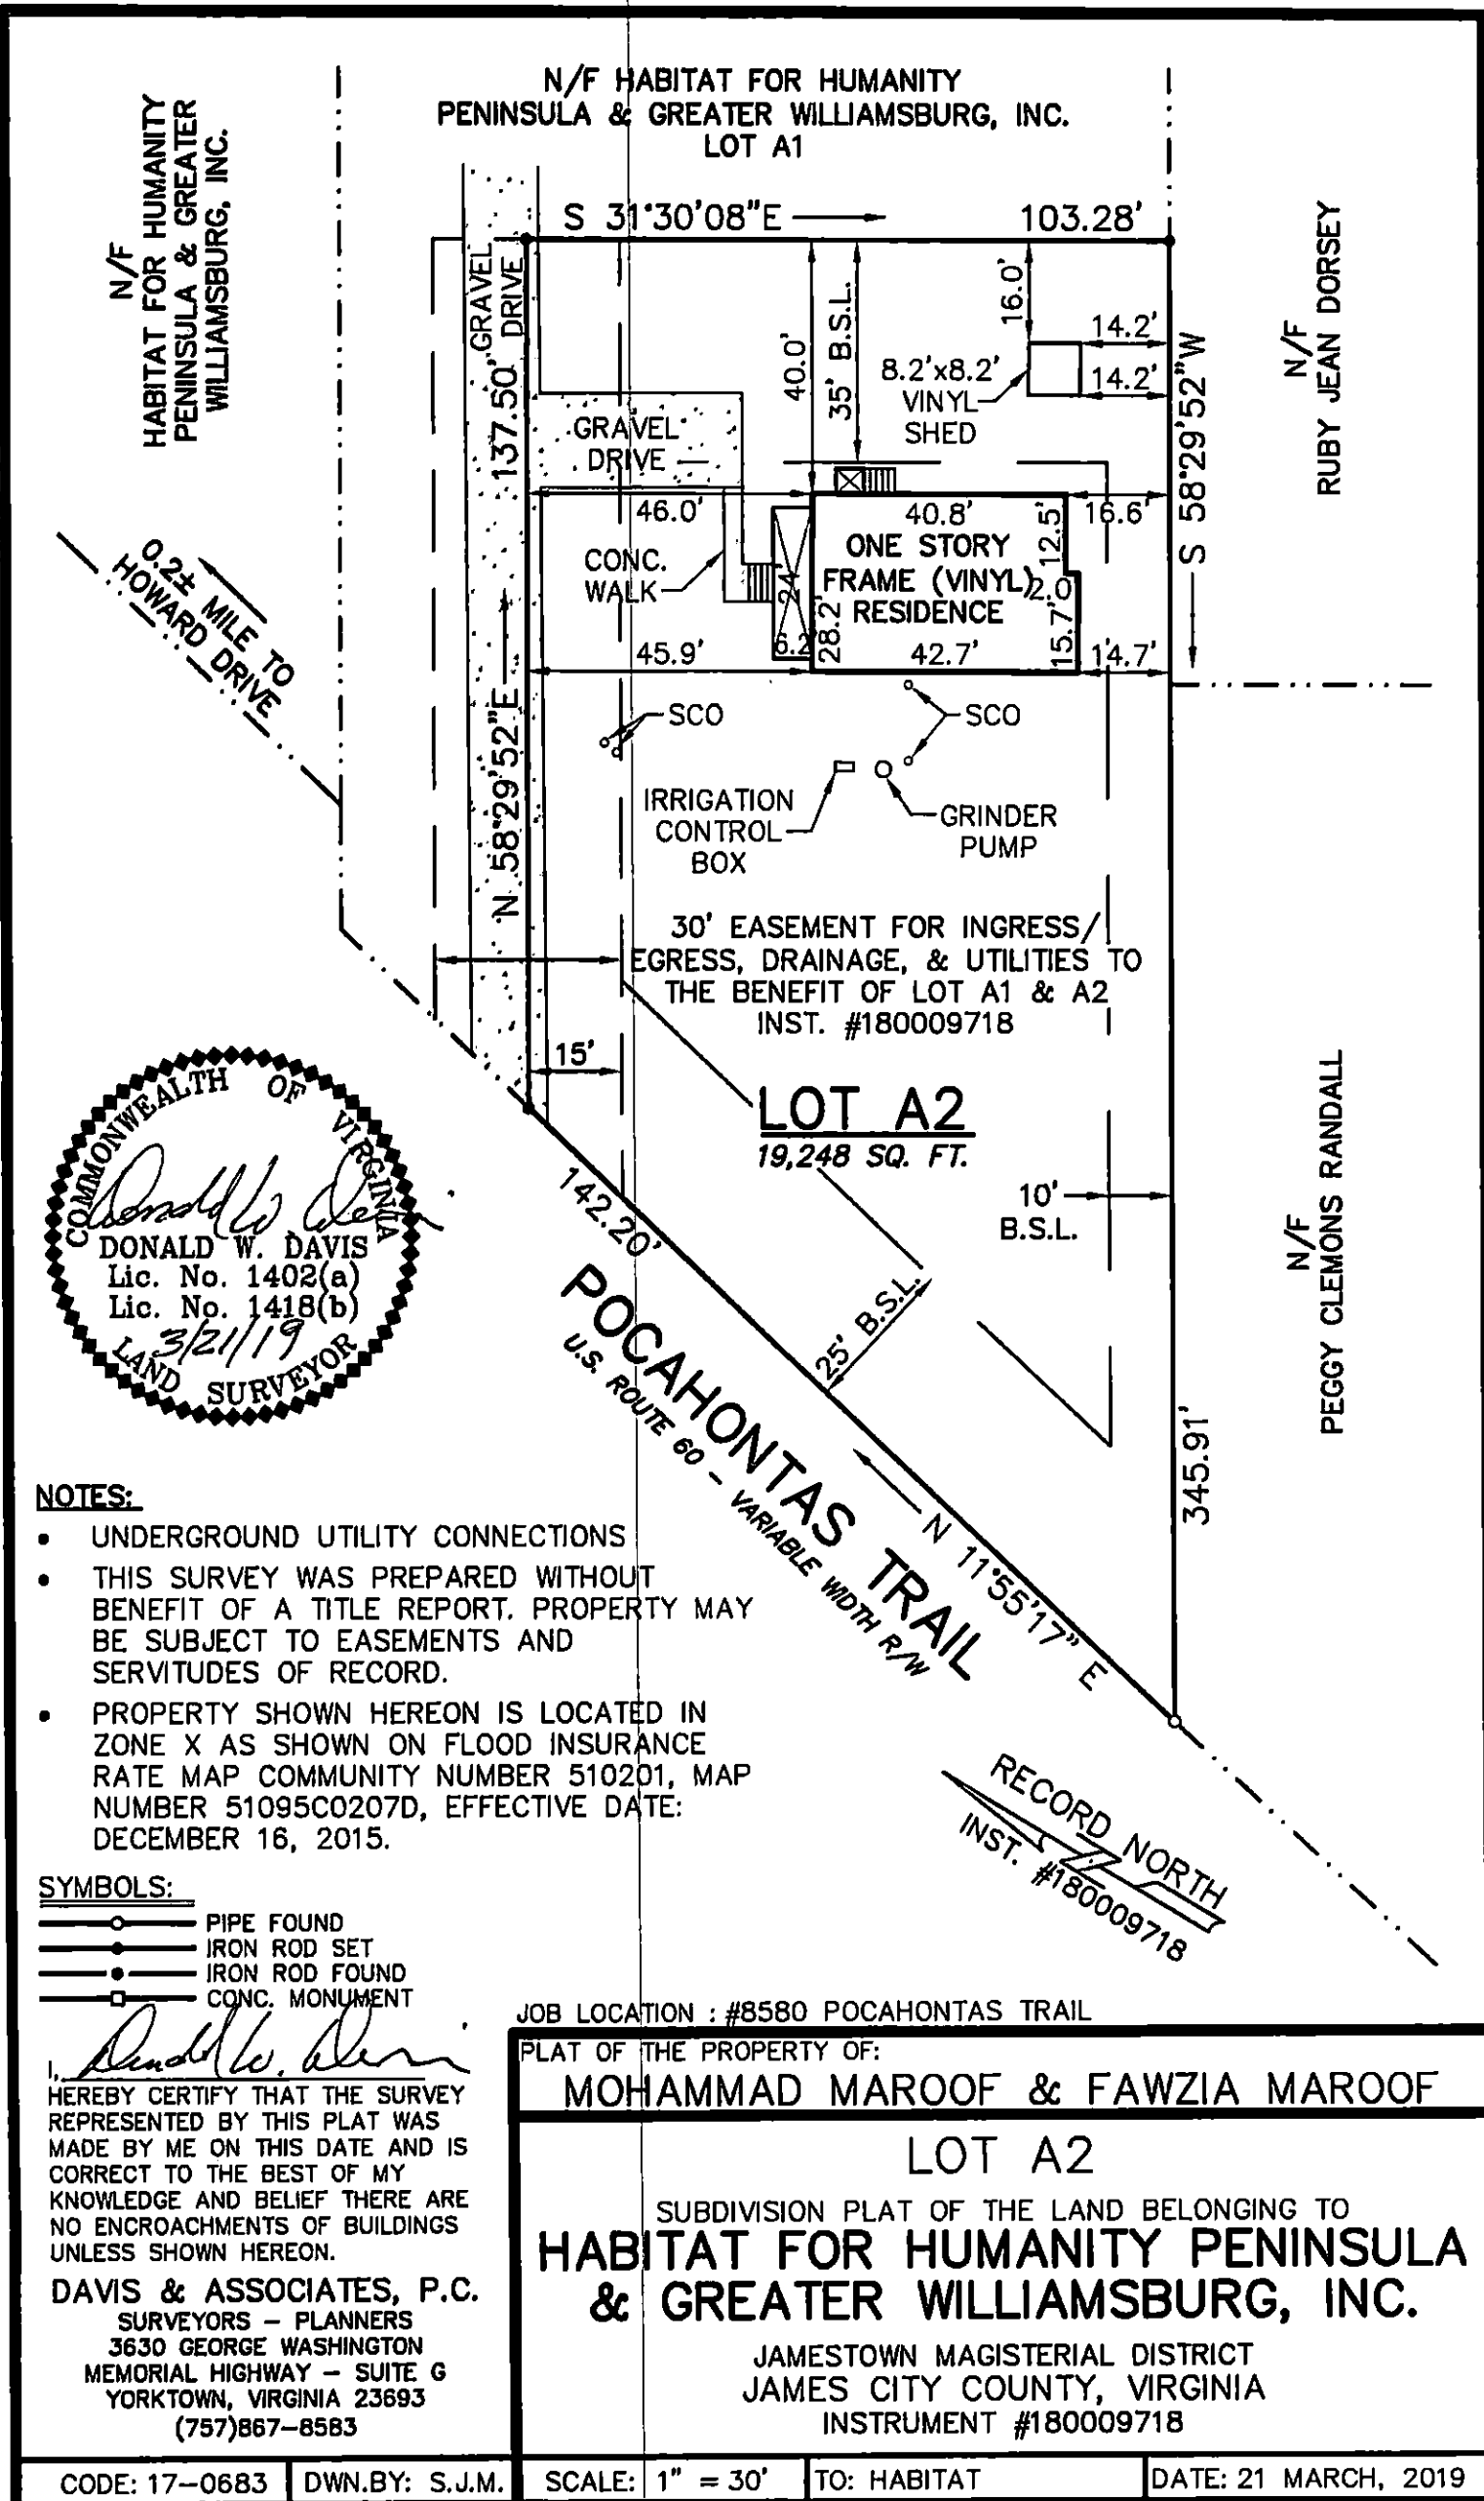 N/F HABITAT FOR HUMANITY
PENINSULA & GREATER WILLIAMSBURG, INC.
LOT A1
N/F
HABITAT FOR HUMANITY
PENINSULA & GREATER
WILLIAMSBURG, INC.
S 31°30'08"E
103.28'
GRAVEL
DRIVE
137.50'
N 58°29'52"E
40.0'
35' B.S.L.
16.0'
14.2'
14.2'
8.2'x8.2'
VINYL
SHED
S 58°29'52"W
N/F
RUBY JEAN DORSEY
GRAVEL
DRIVE
46.0'
40.8'
12.5'
16.6'
CONC.
WALK
24'
6.2'
28.2'
ONE STORY
FRAME (VINYL)
RESIDENCE
2.0'
15.7'
45.9'
42.7'
14.7'
0.2± MILE TO
HOWARD DRIVE
SCO
SCO
IRRIGATION
CONTROL
BOX
GRINDER
PUMP
30' EASEMENT FOR INGRESS/
EGRESS, DRAINAGE, & UTILITIES TO
THE BENEFIT OF LOT A1 & A2
INST. #180009718
15'
LOT A2
19,248 SQ. FT.
10'
B.S.L.
N/F
PEGGY CLEMONS RANDALL
142.20'
25' B.S.L.
POCAHONTAS TRAIL
U.S. ROUTE 60 - VARIABLE WIDTH R/W
N 11°55'17" E
345.91'
COMMONWEALTH OF VIRGINIA
Donald W. Davis
DONALD W. DAVIS
Lic. No. 1402(a)
Lic. No. 1418(b)
3/21/19
LAND SURVEYOR
NOTES:
• UNDERGROUND UTILITY CONNECTIONS
• THIS SURVEY WAS PREPARED WITHOUT
BENEFIT OF A TITLE REPORT. PROPERTY MAY
BE SUBJECT TO EASEMENTS AND
SERVITUDES OF RECORD.
• PROPERTY SHOWN HEREON IS LOCATED IN
ZONE X AS SHOWN ON FLOOD INSURANCE
RATE MAP COMMUNITY NUMBER 510201, MAP
NUMBER 51095C0207D, EFFECTIVE DATE:
DECEMBER 16, 2015.
RECORD NORTH
INST. #180009718
SYMBOLS:
PIPE FOUND
IRON ROD SET
IRON ROD FOUND
CONC. MONUMENT
I, Donald W. Davis
HEREBY CERTIFY THAT THE SURVEY
REPRESENTED BY THIS PLAT WAS
MADE BY ME ON THIS DATE AND IS
CORRECT TO THE BEST OF MY
KNOWLEDGE AND BELIEF THERE ARE
NO ENCROACHMENTS OF BUILDINGS
UNLESS SHOWN HEREON.
DAVIS & ASSOCIATES, P.C.
SURVEYORS - PLANNERS
3630 GEORGE WASHINGTON
MEMORIAL HIGHWAY - SUITE G
YORKTOWN, VIRGINIA 23693
(757)867-8583
JOB LOCATION : #8580 POCAHONTAS TRAIL
PLAT OF THE PROPERTY OF:
MOHAMMAD MAROOF & FAWZIA MAROOF
LOT A2
SUBDIVISION PLAT OF THE LAND BELONGING TO
HABITAT FOR HUMANITY PENINSULA
& GREATER WILLIAMSBURG, INC.
JAMESTOWN MAGISTERIAL DISTRICT
JAMES CITY COUNTY, VIRGINIA
INSTRUMENT #180009718
CODE: 17-0683
DWN.BY: S.J.M.
SCALE: 1" = 30'
TO: HABITAT
DATE: 21 MARCH, 2019